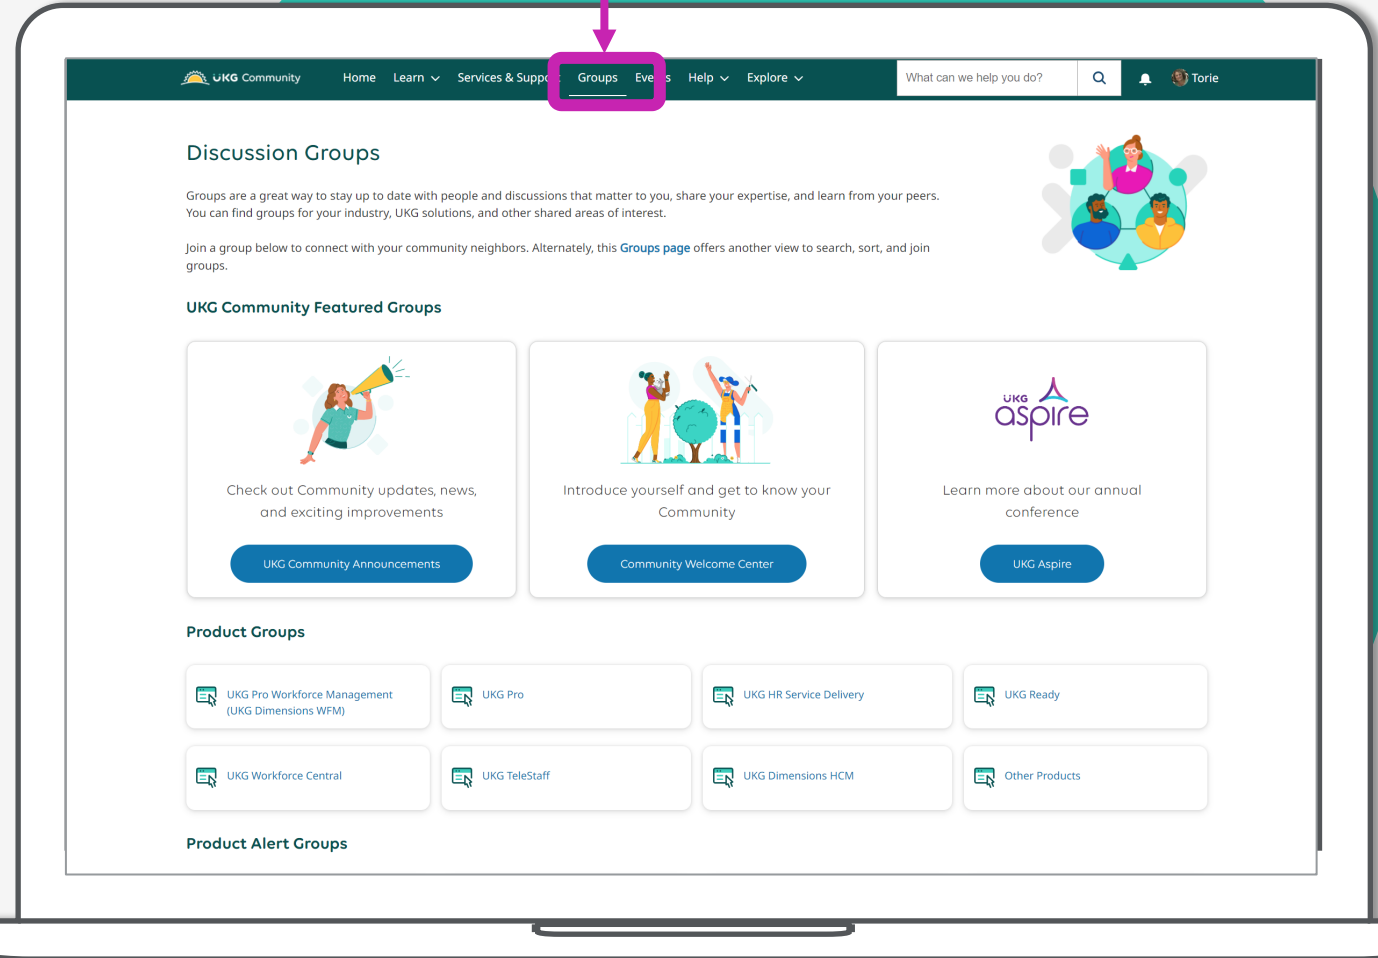 UKG Community Home Learn Services & Support Groups Events Help Explore What can we help you do? Torie
Discussion Groups
Groups are a great way to stay up to date with people and discussions that matter to you, share your expertise, and learn from your peers.
You can find groups for your industry, UKG solutions, and other shared areas of interest.
Join a group below to connect with your community neighbors. Alternately, this Groups page offers another view to search, sort, and join
groups.
UKG Community Featured Groups
UKG
aspire
Check out Community updates, news,
and exciting improvements
Introduce yourself and get to know your
Community
Learn more about our annual
conference
UKG Community Announcements
Community Welcome Center
UKG Aspire
Product Groups
UKG Pro Workforce Management
(UKG Dimensions WFM)
UKG Pro
UKG HR Service Delivery
UKG Ready
UKG Workforce Central
UKG TeleStaff
UKG Dimensions HCM
Other Products
Product Alert Groups